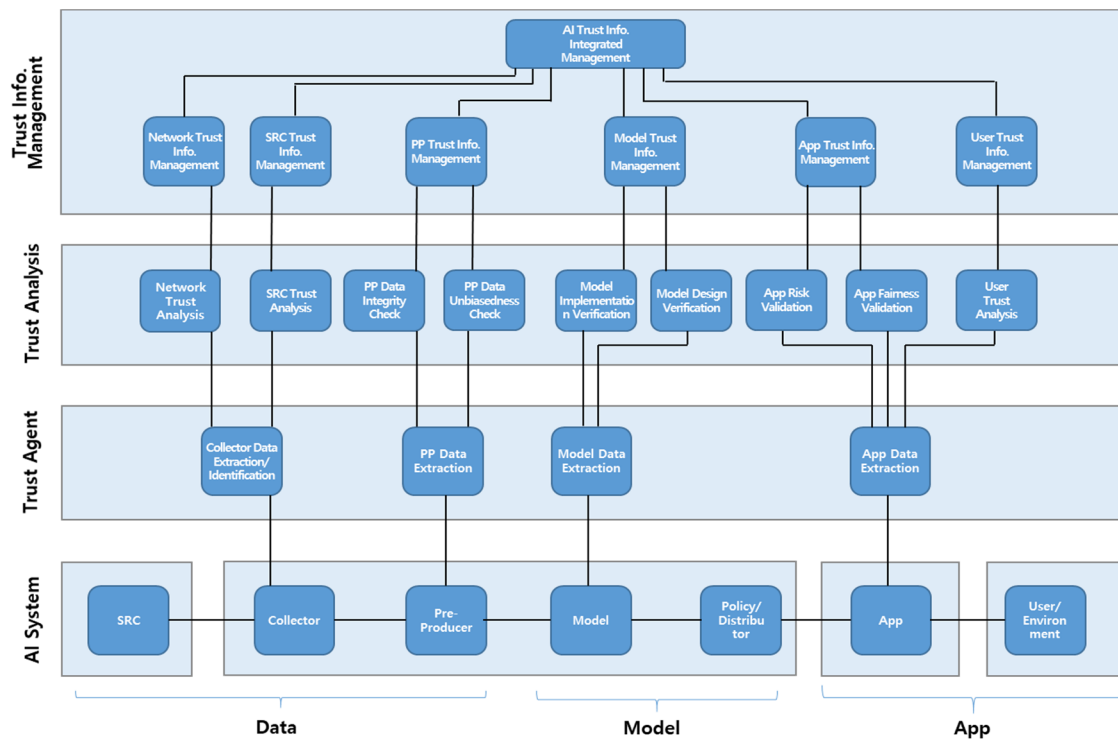 Trust Info.
Management
AI Trust Info.
Integrated
Management
Network Trust
Info.
Management
SRC Trust
Info.
Management
PP Trust Info.
Management
Model Trust
Info.
Management
App Trust Info.
Management
User Trust
Info.
Management
Trust Analysis
Network
Trust
Analysis
SRC Trust
Analysis
PP Data
Integrity
Check
PP Data
Unbiasedness
Check
Model
Implementatio
n Verification
Model Design
Verification
App Risk
Validation
App Fairness
Validation
User
Trust
Analysis
Trust Agent
Collector Data
Extraction/
Identification
PP Data
Extraction
Model Data
Extraction
App Data
Extraction
AI System
SRC
Collector
Pre-
Producer
Model
Policy/
Distribu
tor
App
User/
Environ
ment
Data
Model
App